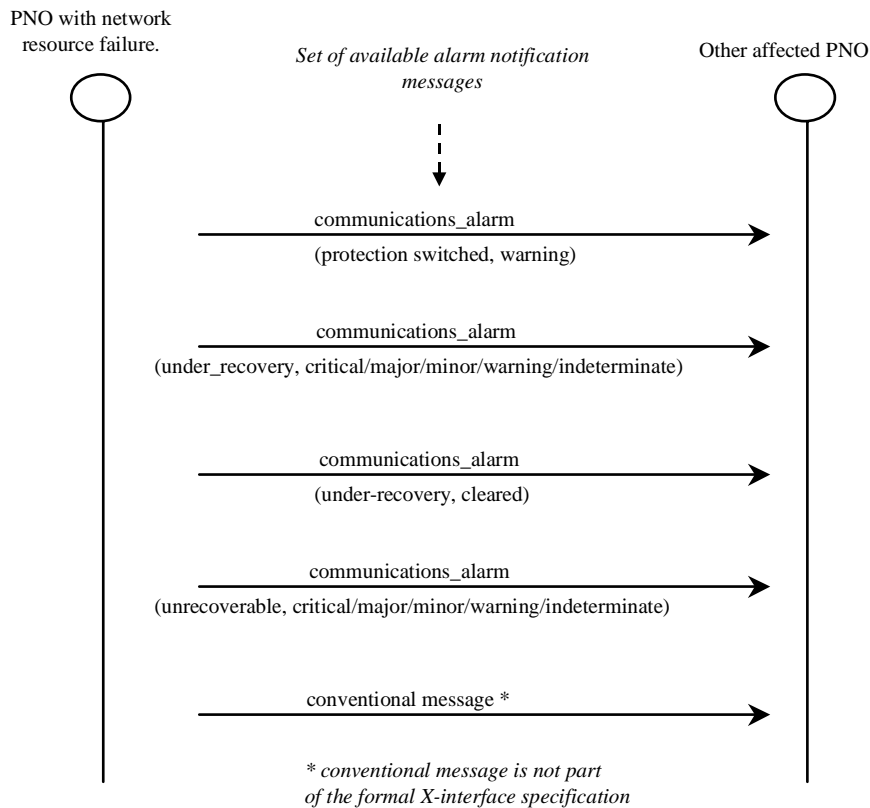 PNO with network
resource failure.
Set of available alarm notification
messages
Other affected PNO
communications_alarm
(protection switched, warning)
communications_alarm
(under_recovery, critical/major/minor/warning/indeterminate)
communications_alarm
(under-recovery, cleared)
communications_alarm
(unrecoverable, critical/major/minor/warning/indeterminate)
conventional message *
* conventional message is not part
of the formal X-interface specification